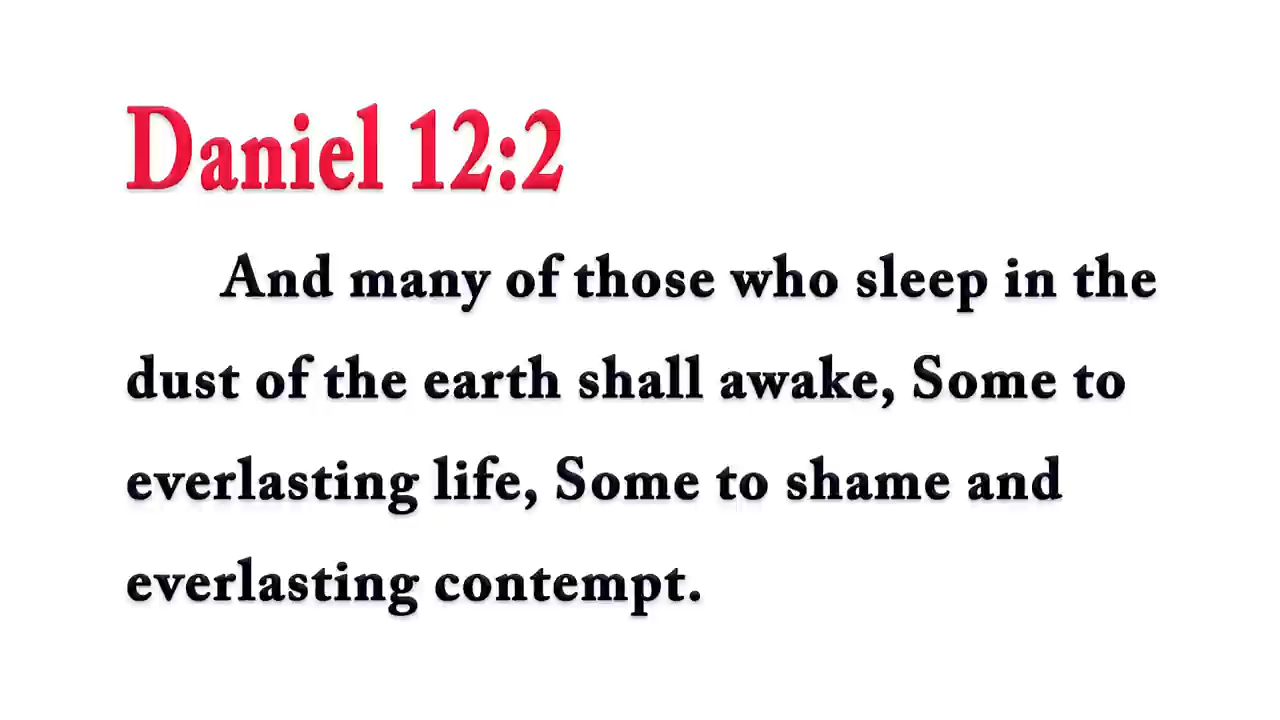 Daniel 12:2
And many of those who sleep in the
dust of the earth shall awake, Some to
everlasting life, Some to shame and
everlasting contempt.